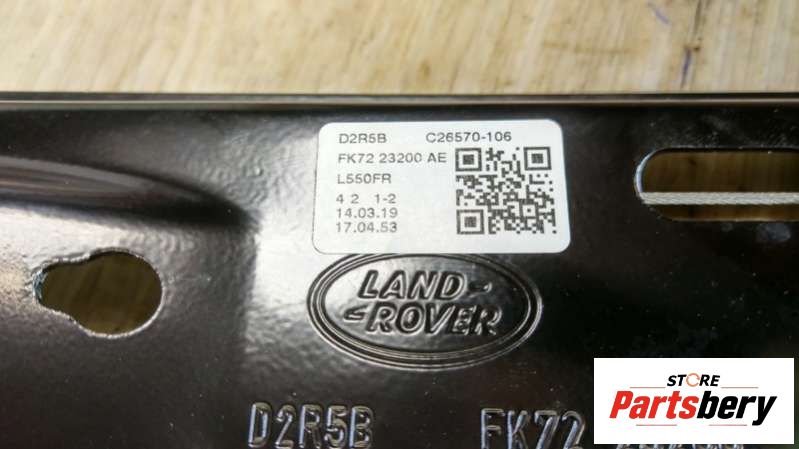 D2R5B C26570-106
FK72 23200 AE
L550FR
4 2 1-2
14.03.19
17.04.53
LAND-
-ROVER
D2R5B FK72
STORE
Partsbery